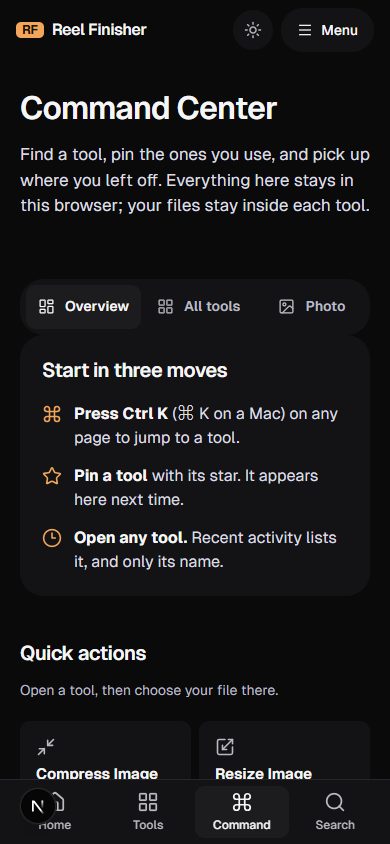 RF Reel Finisher
Menu
Command Center
Find a tool, pin the ones you use, and pick up
where you left off. Everything here stays in
this browser; your files stay inside each tool.
Overview
All tools
Photo
Start in three moves
Press Ctrl K (⌘ K on a Mac) on any
page to jump to a tool.
Pin a tool with its star. It appears
here next time.
Open any tool. Recent activity lists
it, and only its name.
Quick actions
Open a tool, then choose your file there.
Compress Image
Resize Image
N
Home
Tools
Command
Search